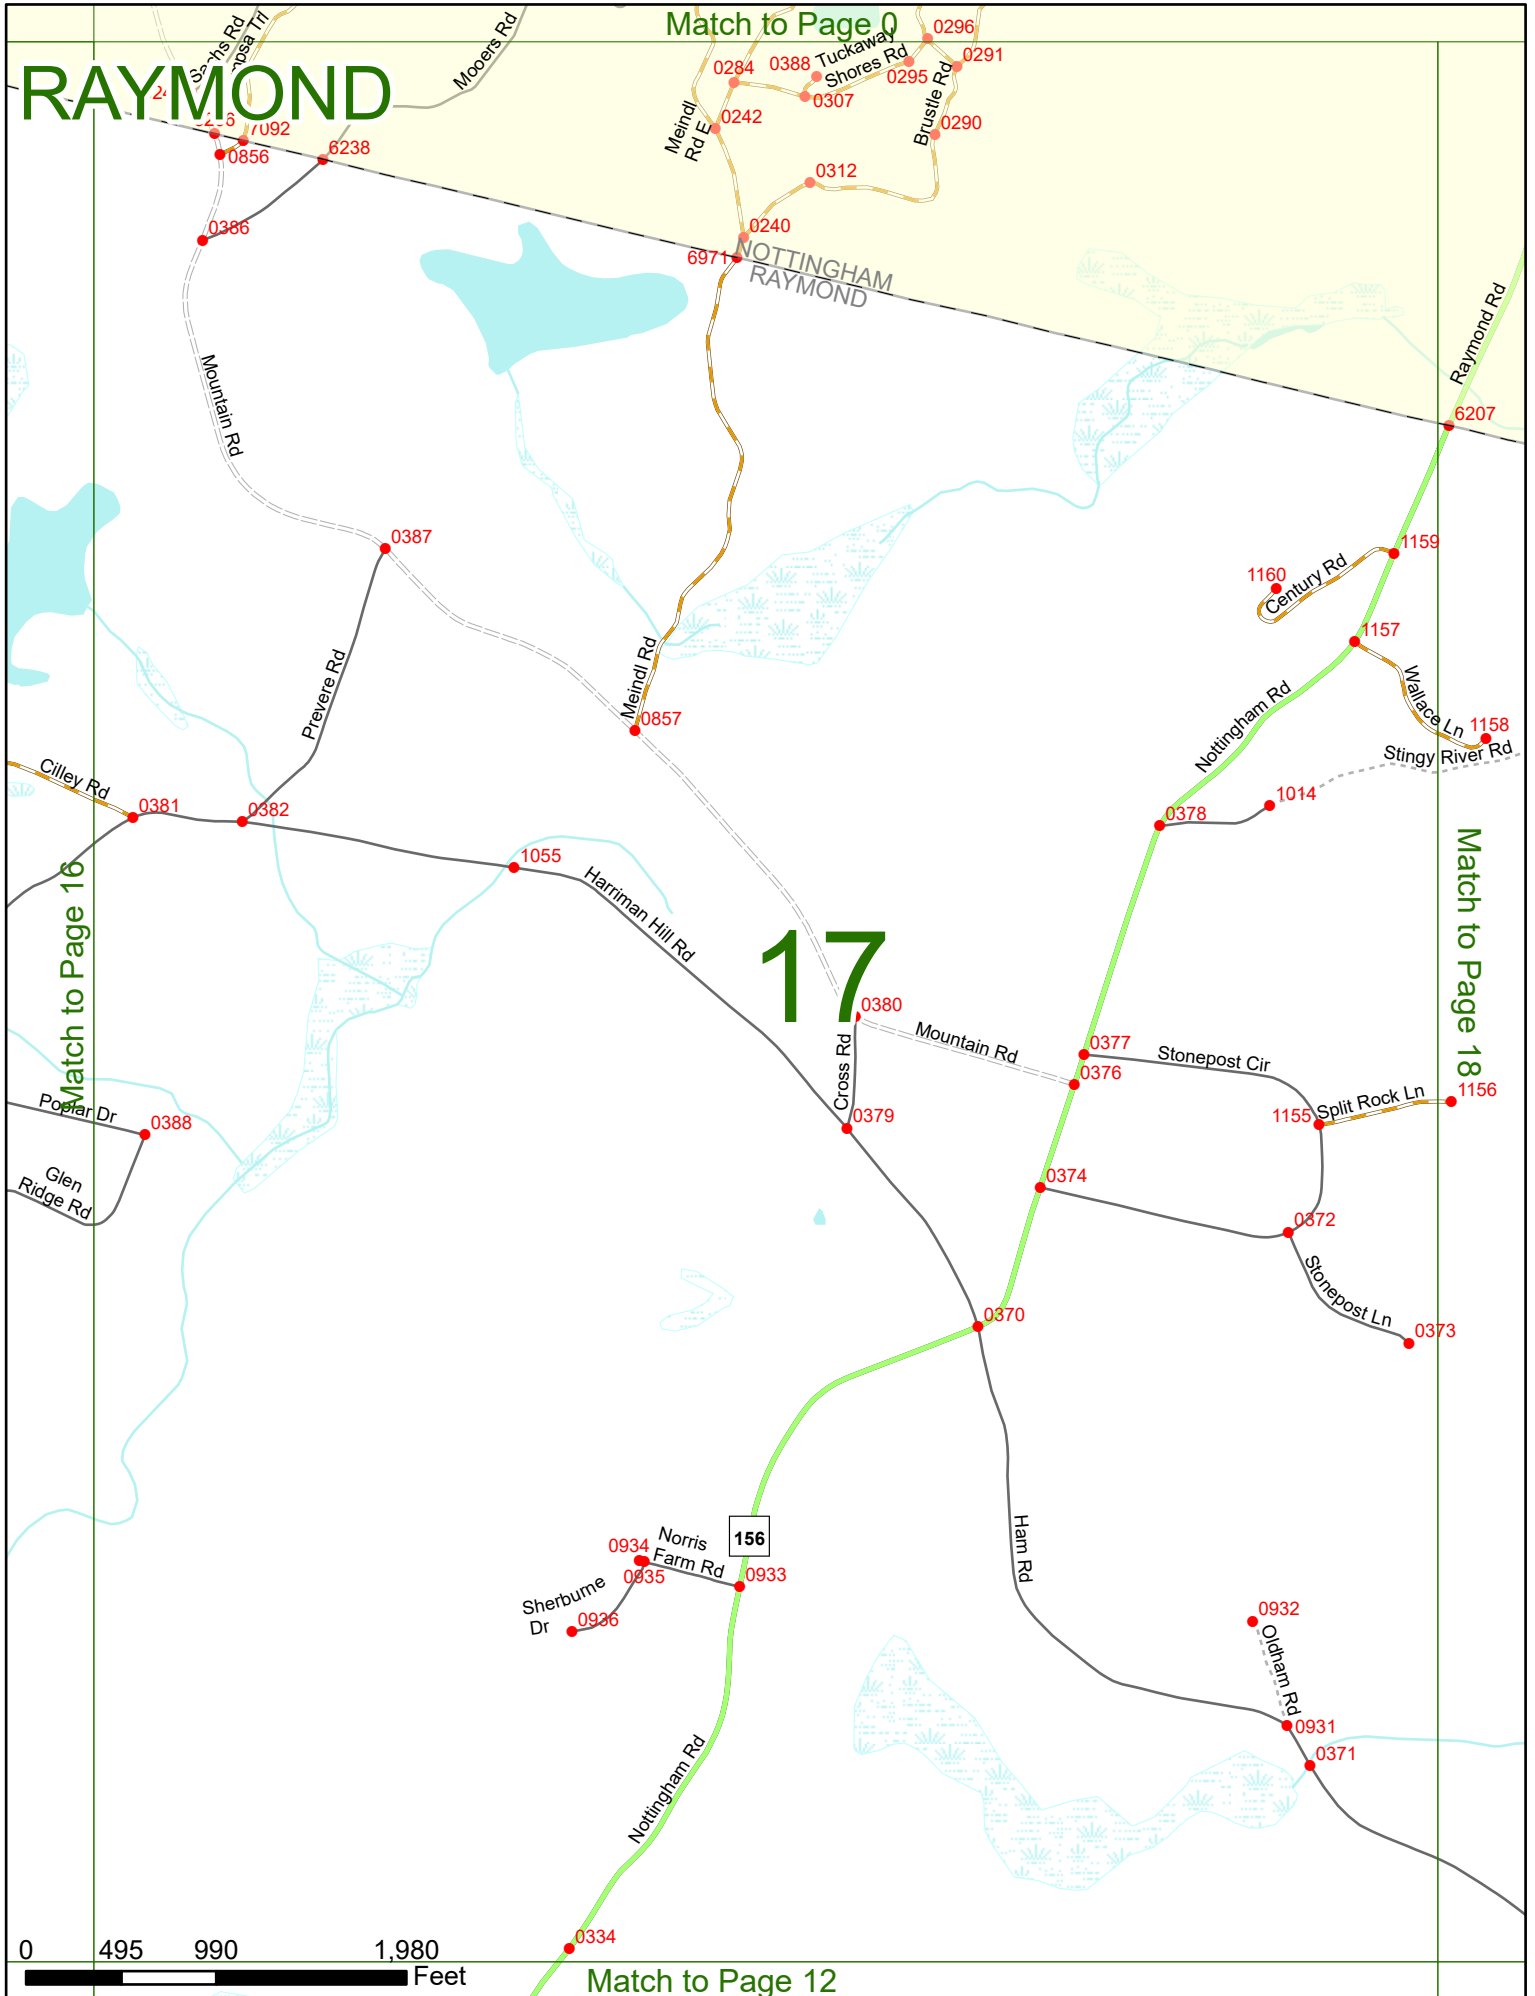 Match to Page 0
RAYMOND
Sachs Rd
Mooers Rd
0388
Tuckaway
Shores Rd
0296
0291
0295
0284
0307
Meindl
Rd E
0242
Brustle Rd
0290
7092
0856
6238
0312
0386
0240
6971
NOTTINGHAM
RAYMOND
Raymond Rd
6207
Mountain Rd
0387
1159
1160
Century Rd
1157
Prevere Rd
Meindl Rd
0857
Wallace Ln
1158
Stingy River Rd
Nottingham Rd
Cilley Rd
0381
0382
1014
0378
1055
Harriman Hill Rd
Match to Page 16
Match to Page 18
17
0380
Mountain Rd
Cross Rd
0377
Stonepost Cir
0376
Split Rock Ln
1156
1155
Poplar Dr
0388
0379
Glen
Ridge Rd
0374
0372
Stonepost Ln
0373
0370
156
Ham Rd
Norris
Farm Rd
0934
0935
0933
Sherburne
Dr
0936
0932
Oldham Rd
0931
0371
Nottingham Rd
0334
0 495 990 1,980
Feet
Match to Page 12